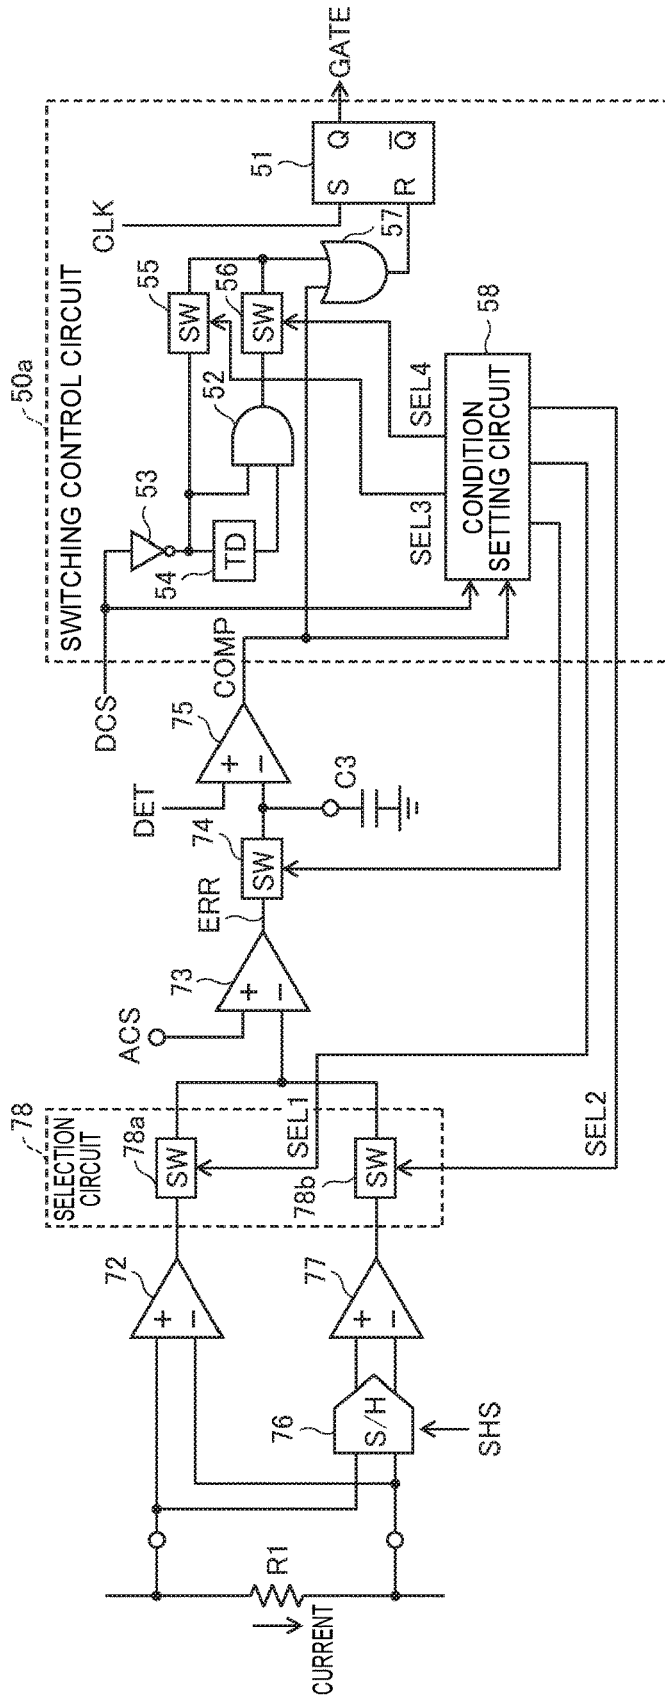 CURRENT
R1
76
S/H
SHS
72
+
−
77
+
−
78
SELECTION
CIRCUIT
78a
SW
78b
SW
SEL1
SEL2
ACS
73
+
−
ERR
74
SW
C3
DET
75
+
−
COMP
DCS
50a
SWITCHING CONTROL CIRCUIT
53
54
TD
52
55
SW
56
SW
SEL3
SEL4
58
CONDITION
SETTING CIRCUIT
57
CLK
51
S
Q
R
Q̅
GATE